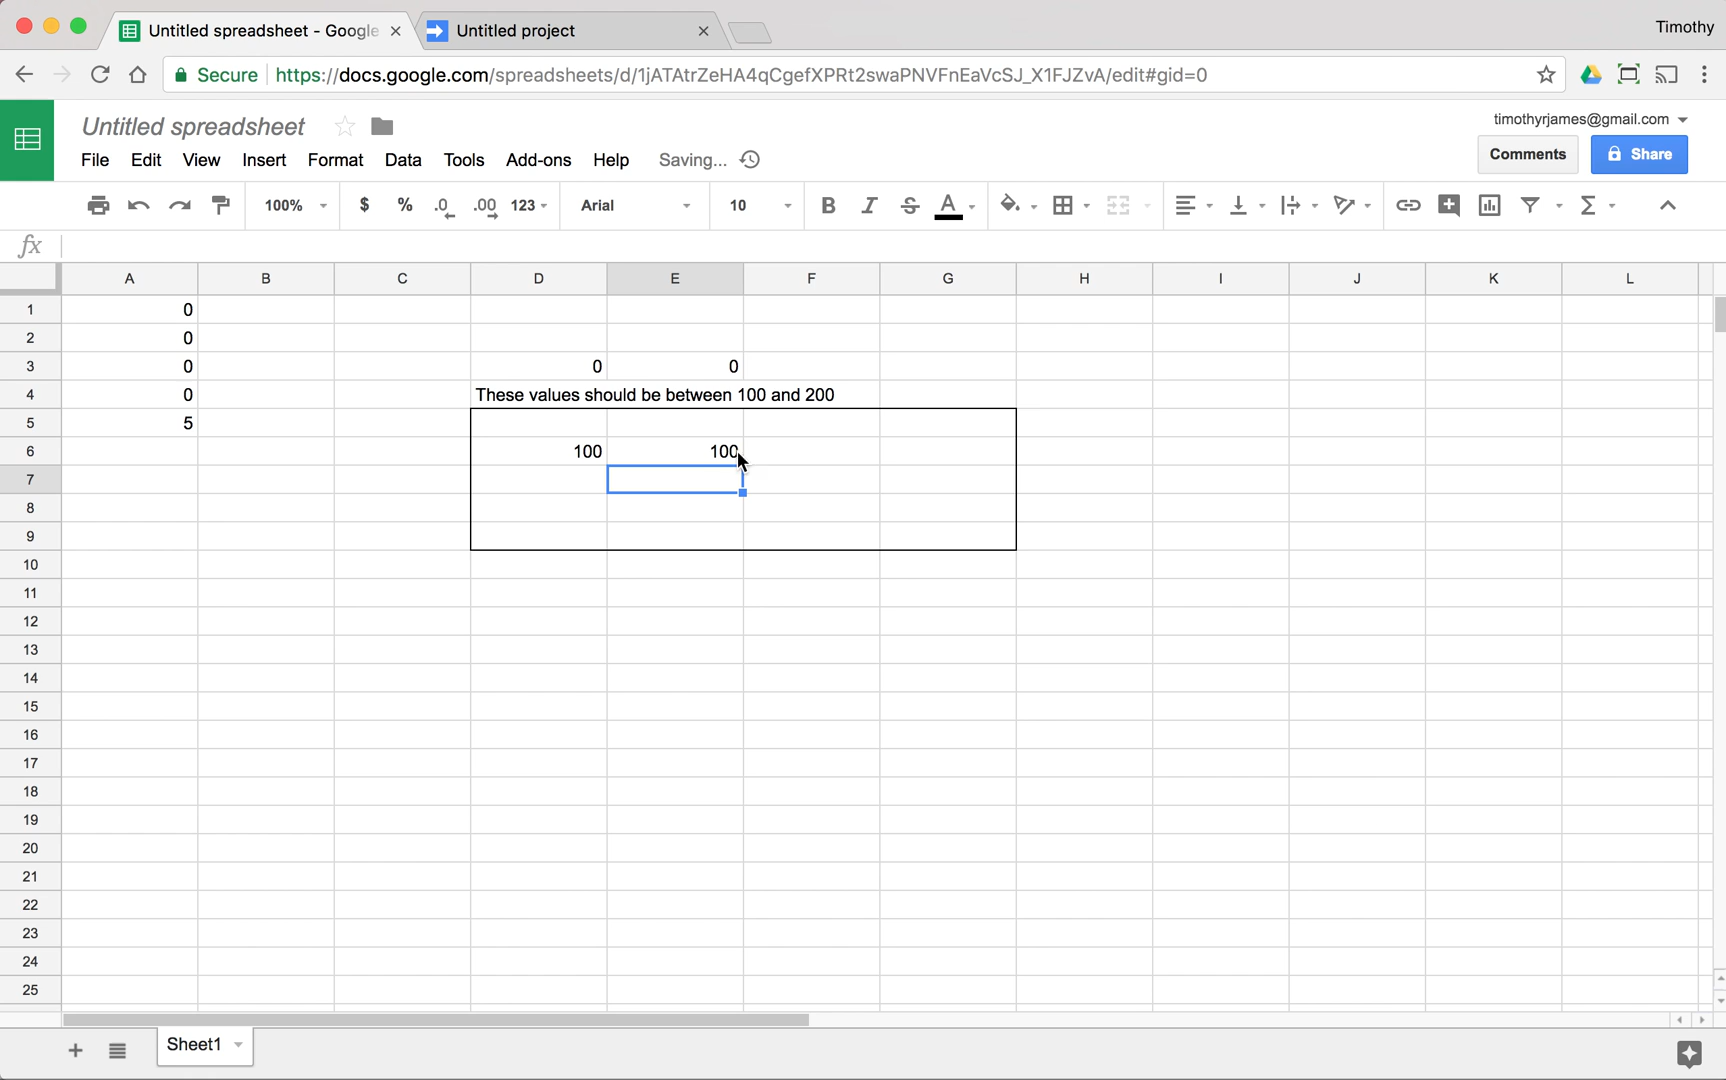 Untitled spreadsheet - Google
Untitled project
Timothy
Secure https://docs.google.com/spreadsheets/d/1jATAtrZeHA4qCgefXPRt2swaPNVFnEaVcSJ_X1FJZvA/edit#gid=0
Untitled spreadsheet
timothyrjames@gmail.com
File Edit View Insert Format Data Tools Add-ons Help Saving...
Comments Share
100% $ % .0 .00 123 Arial 10 B I S A Σ
fx
A B C D E F G H I J K L
1 0
2 0
3 0 0 0
4 0 These values should be between 100 and 200
5 5
6 100 100
7
8
9
10
11
12
13
14
15
16
17
18
19
20
21
22
23
24
25
Sheet1